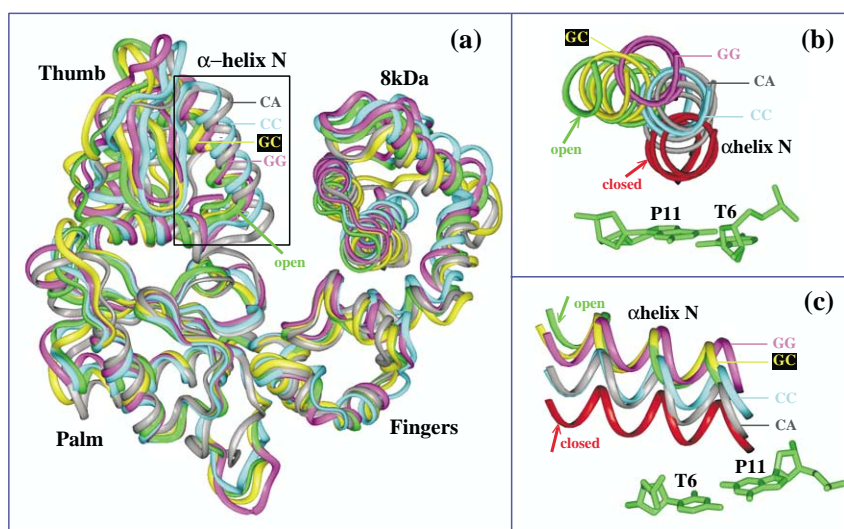 (a)
α–helix N
Thumb
8kDa
CA
CC
GC
GG
open
Palm
Fingers
(b)
GC
GG
CA
CC
open
αhelix N
closed
P11
T6
(c)
open
αhelix N
GG
GC
CC
CA
closed
P11
T6